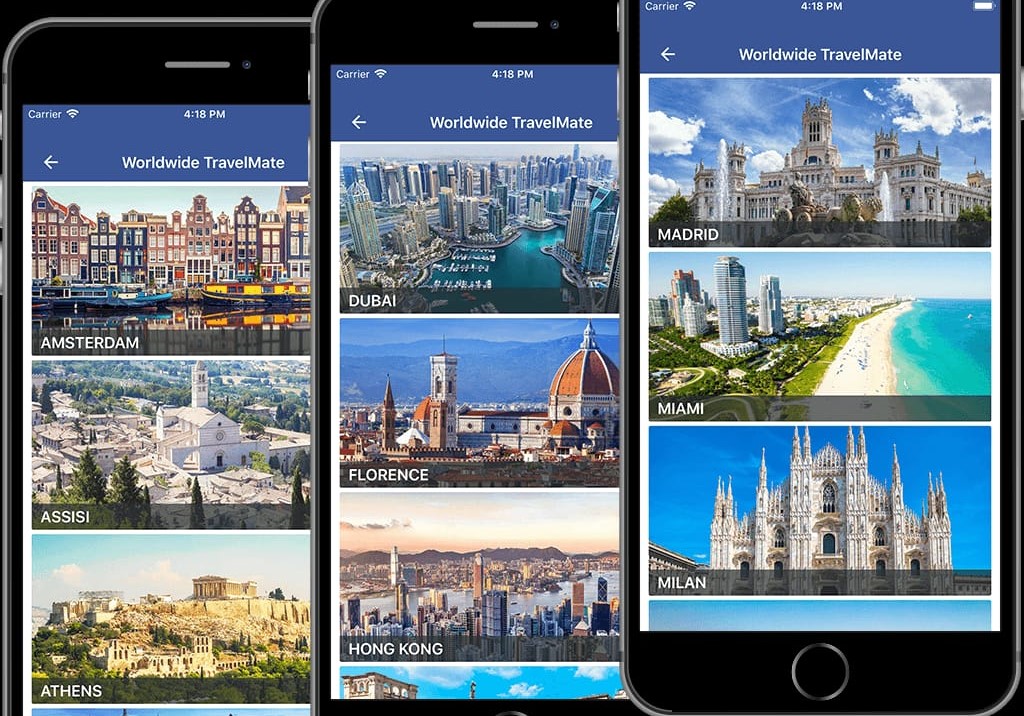 Carrier 4:18 PM
Worldwide TravelMate
AMSTERDAM
ASSISI
ATHENS
Carrier 4:18 PM
Worldwide TravelMate
DUBAI
FLORENCE
HONG KONG
Carrier 4:18 PM
Worldwide TravelMate
MADRID
MIAMI
MILAN